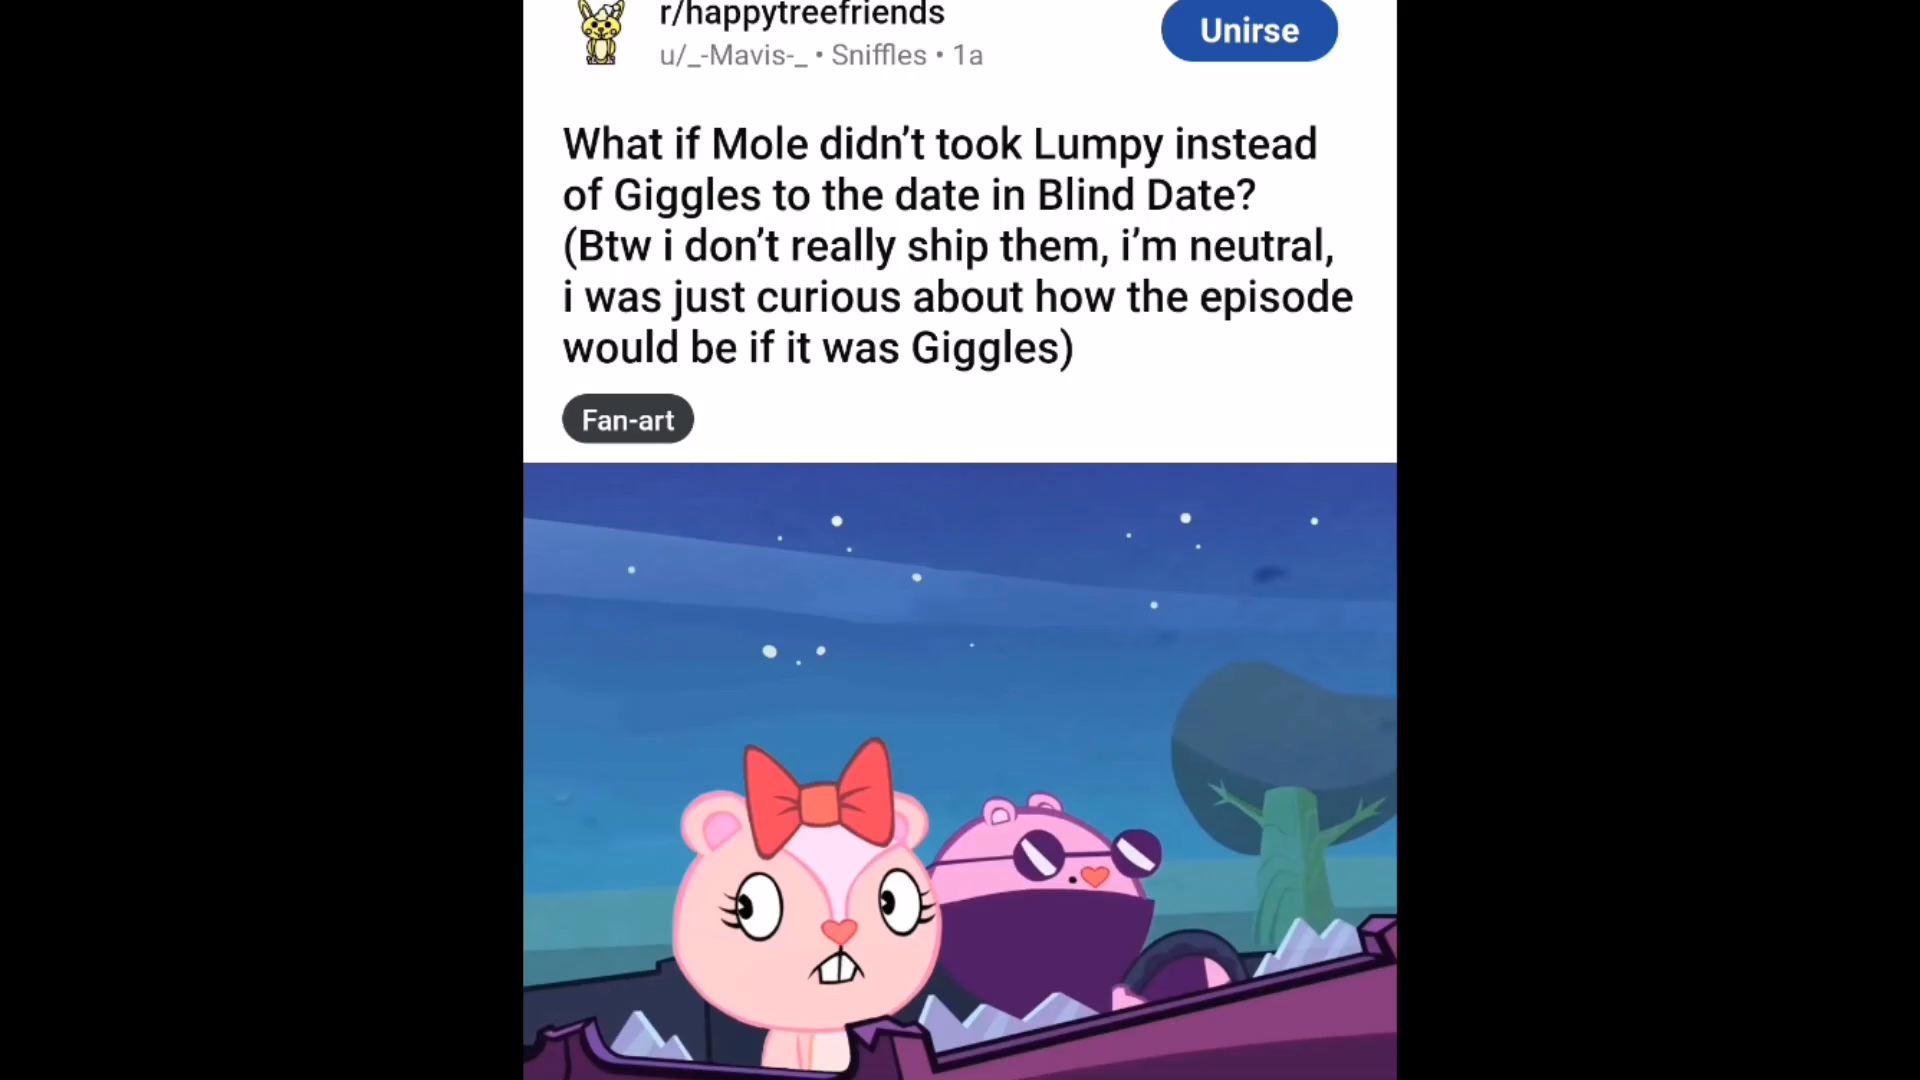 r/happytreefriends
u/_-Mavis-_ • Sniffles • 1a
Unirse
What if Mole didn’t took Lumpy instead
of Giggles to the date in Blind Date?
(Btw i don’t really ship them, i’m neutral,
i was just curious about how the episode
would be if it was Giggles)
Fan-art